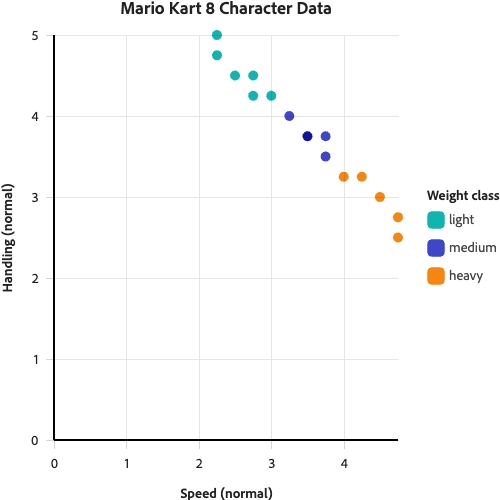 Mario Kart 8 Character Data
5
4
3
2
1
0
Handling (normal)
0 1 2 3 4
Speed (normal)
Weight class
light
medium
heavy